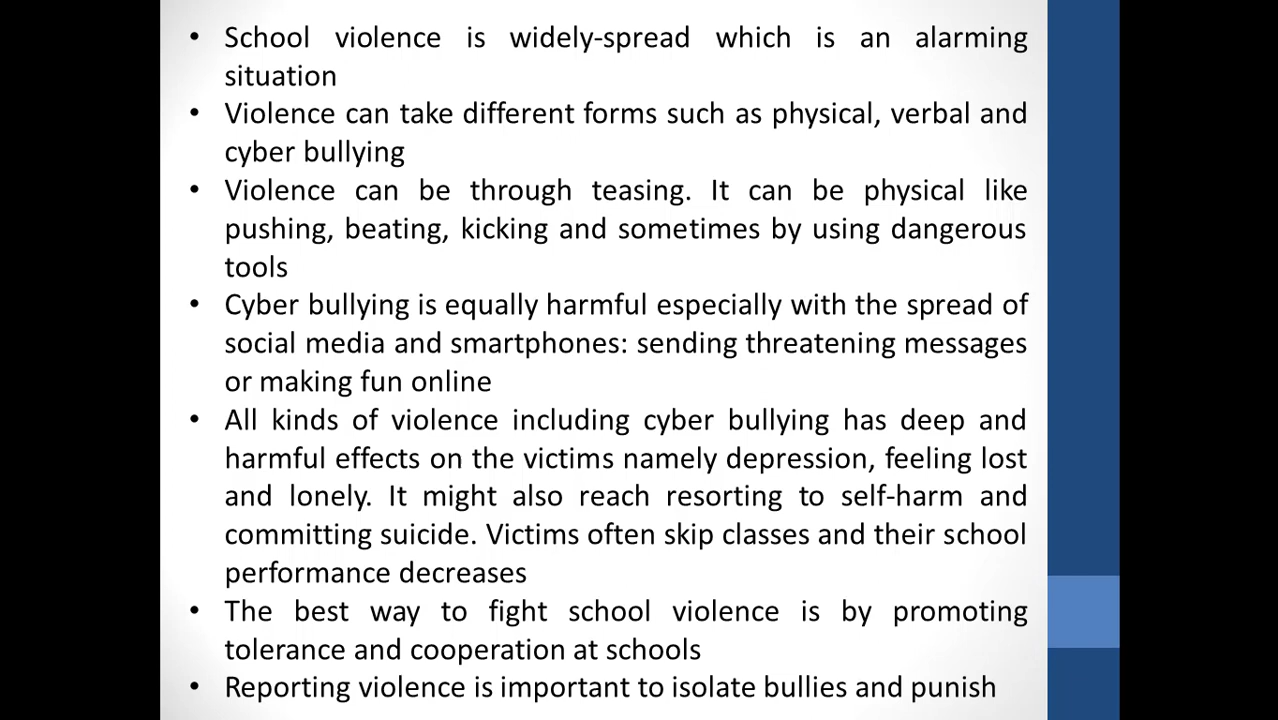 • School violence is widely-spread which is an alarming
situation
• Violence can take different forms such as physical, verbal and
cyber bullying
• Violence can be through teasing. It can be physical like
pushing, beating, kicking and sometimes by using dangerous
tools
• Cyber bullying is equally harmful especially with the spread of
social media and smartphones: sending threatening messages
or making fun online
• All kinds of violence including cyber bullying has deep and
harmful effects on the victims namely depression, feeling lost
and lonely. It might also reach resorting to self-harm and
committing suicide. Victims often skip classes and their school
performance decreases
• The best way to fight school violence is by promoting
tolerance and cooperation at schools
• Reporting violence is important to isolate bullies and punish